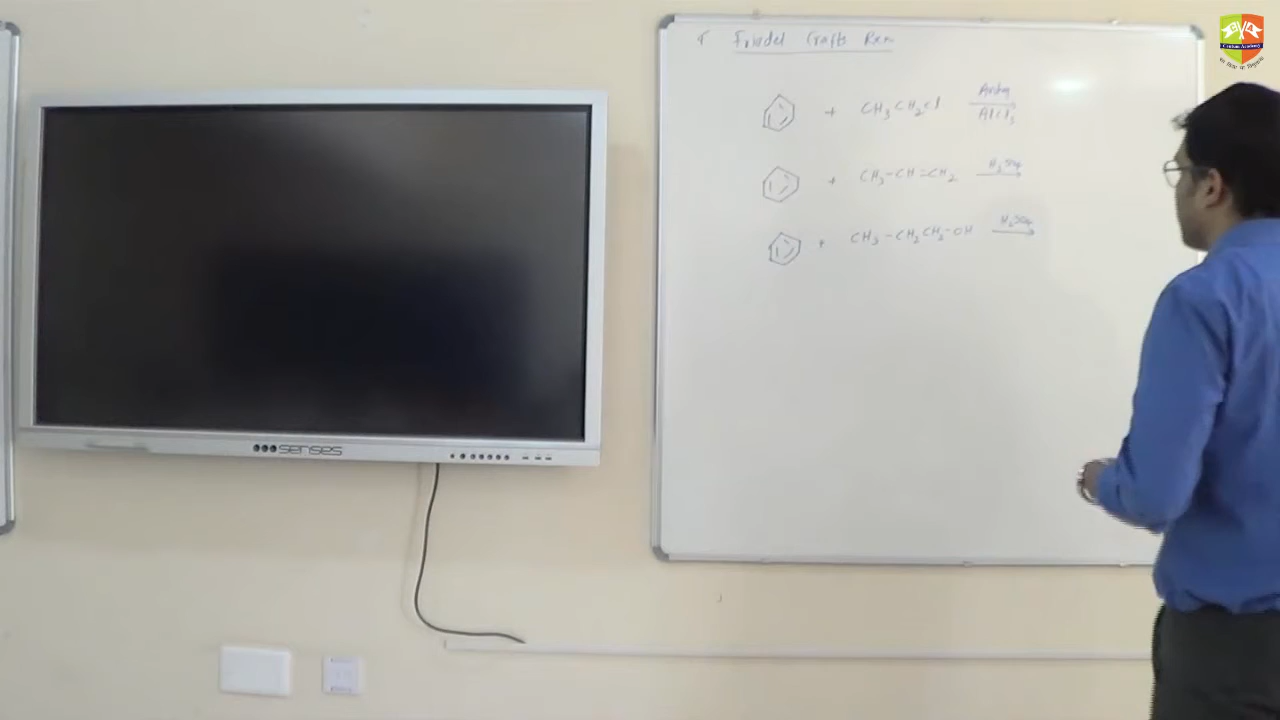 Friedel Crafts Rxn
+ CH3CH2Cl Anhy AlCl3
+ CH3-CH=CH2 H2SO4
+ CH3-CH2CH2-OH H2SO4
senses